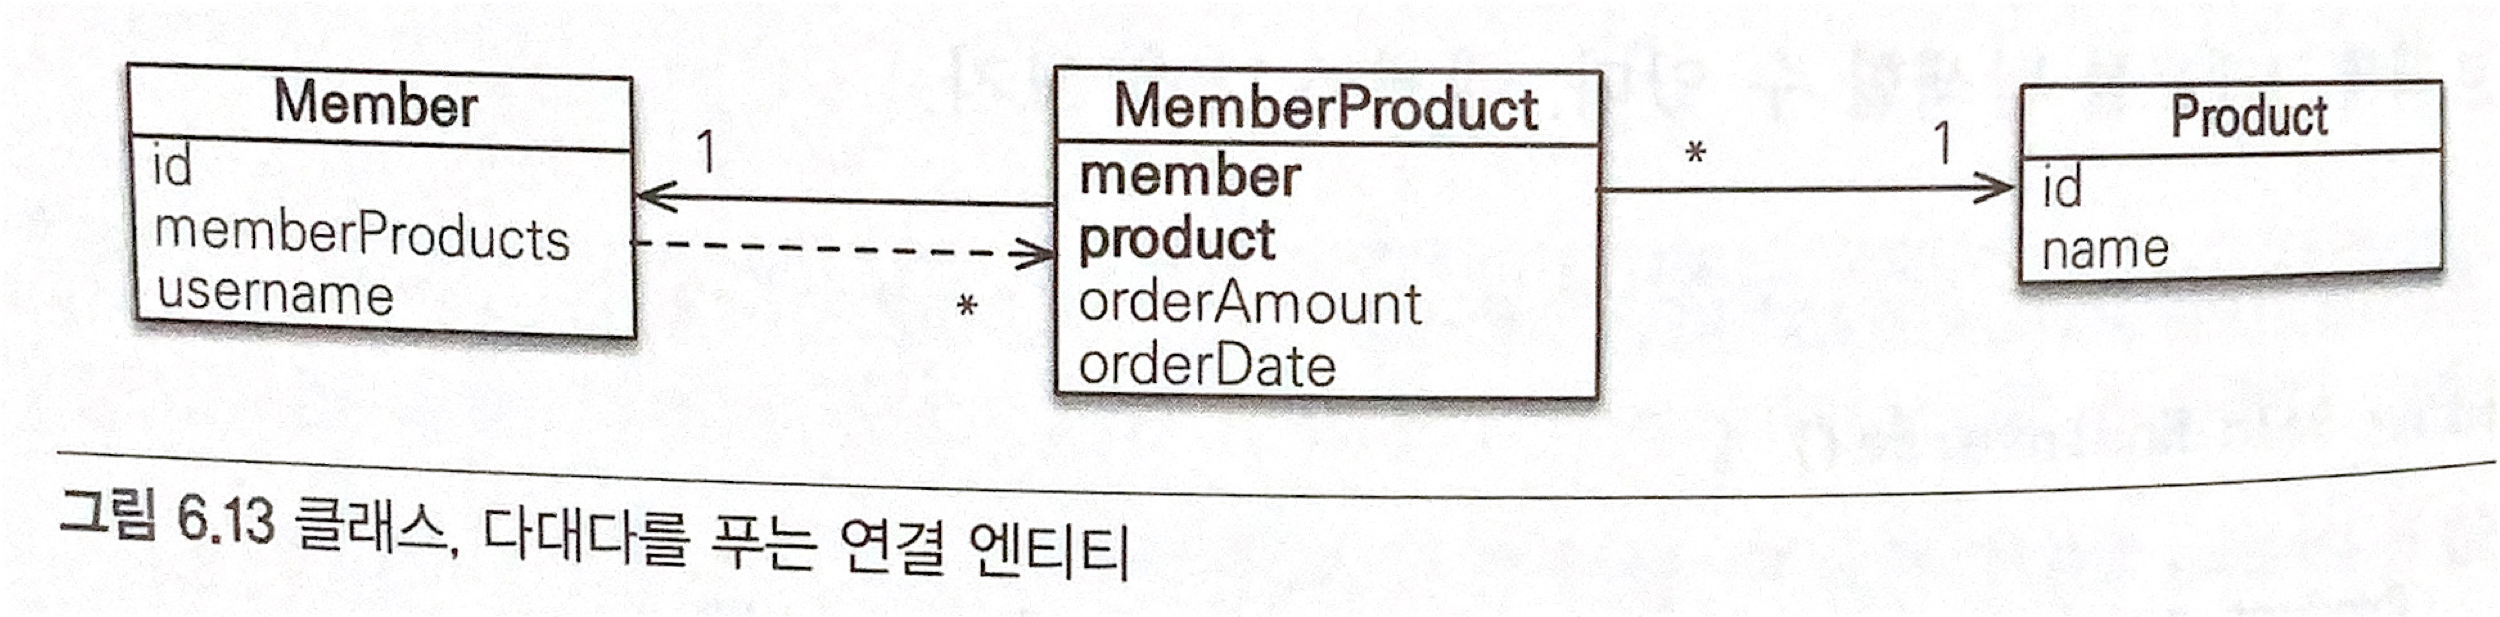 Member
id
memberProducts
username
1
*
MemberProduct
member
product
orderAmount
orderDate
*
1
Product
id
name
그림 6.13 클래스, 다대다를 푸는 연결 엔티티